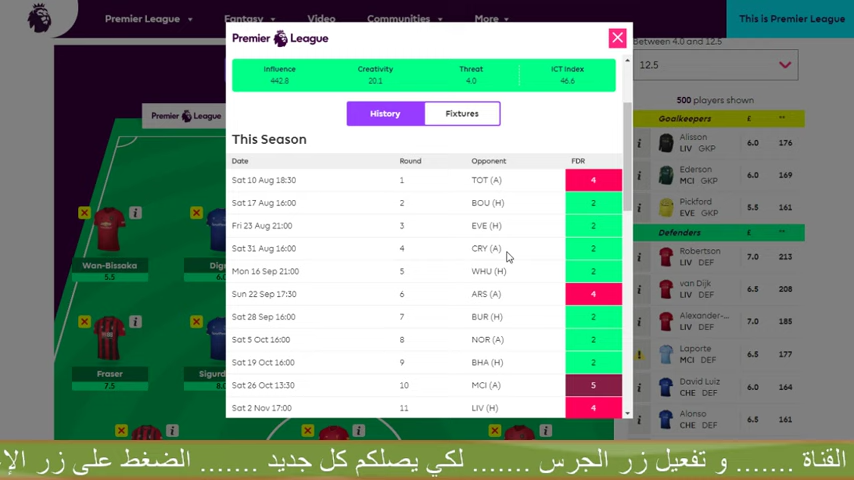 Premier League Fantasy Video Communities More This is Premier League
Premier League
Between 4.0 and 12.5
12.5
500 players shown
Influence Creativity Threat ICT Index
442.8 20.1 4.0 46.6
History Fixtures
This Season
Date Round Opponent FDR
Sat 10 Aug 18:30 1 TOT (A) 4
Sat 17 Aug 16:00 2 BOU (H) 2
Fri 23 Aug 21:00 3 EVE (H) 2
Sat 31 Aug 16:00 4 CRY (A) 2
Mon 16 Sep 21:00 5 WHU (H) 2
Sun 22 Sep 17:30 6 ARS (A) 4
Sat 28 Sep 16:00 7 BUR (H) 2
Sat 5 Oct 16:00 8 NOR (A) 2
Sat 19 Oct 16:00 9 BHA (H) 2
Sat 26 Oct 13:30 10 MCI (A) 5
Sat 2 Nov 17:00 11 LIV (H) 4
Premier League
Wan-Bissaka Dig
5.5
Fraser Sigurd
7.5 8.0
Goalkeepers £ **
Alisson
LIV GKP 6.0 176
Ederson
MCI GKP 6.0 169
Pickford
EVE GKP 5.5 161
Defenders £ **
Robertson
LIV DEF 7.0 213
van Dijk
LIV DEF 6.5 208
Alexander-...
LIV DEF 7.0 185
Laporte
MCI DEF 6.5 177
David Luiz
CHE DEF 6.0 164
Alonso
CHE DEF 6.5 161
القناة ....... و تفعيل زر الجرس ....... لكي يصلكم كل جديد ....... الضغط على زر الإ